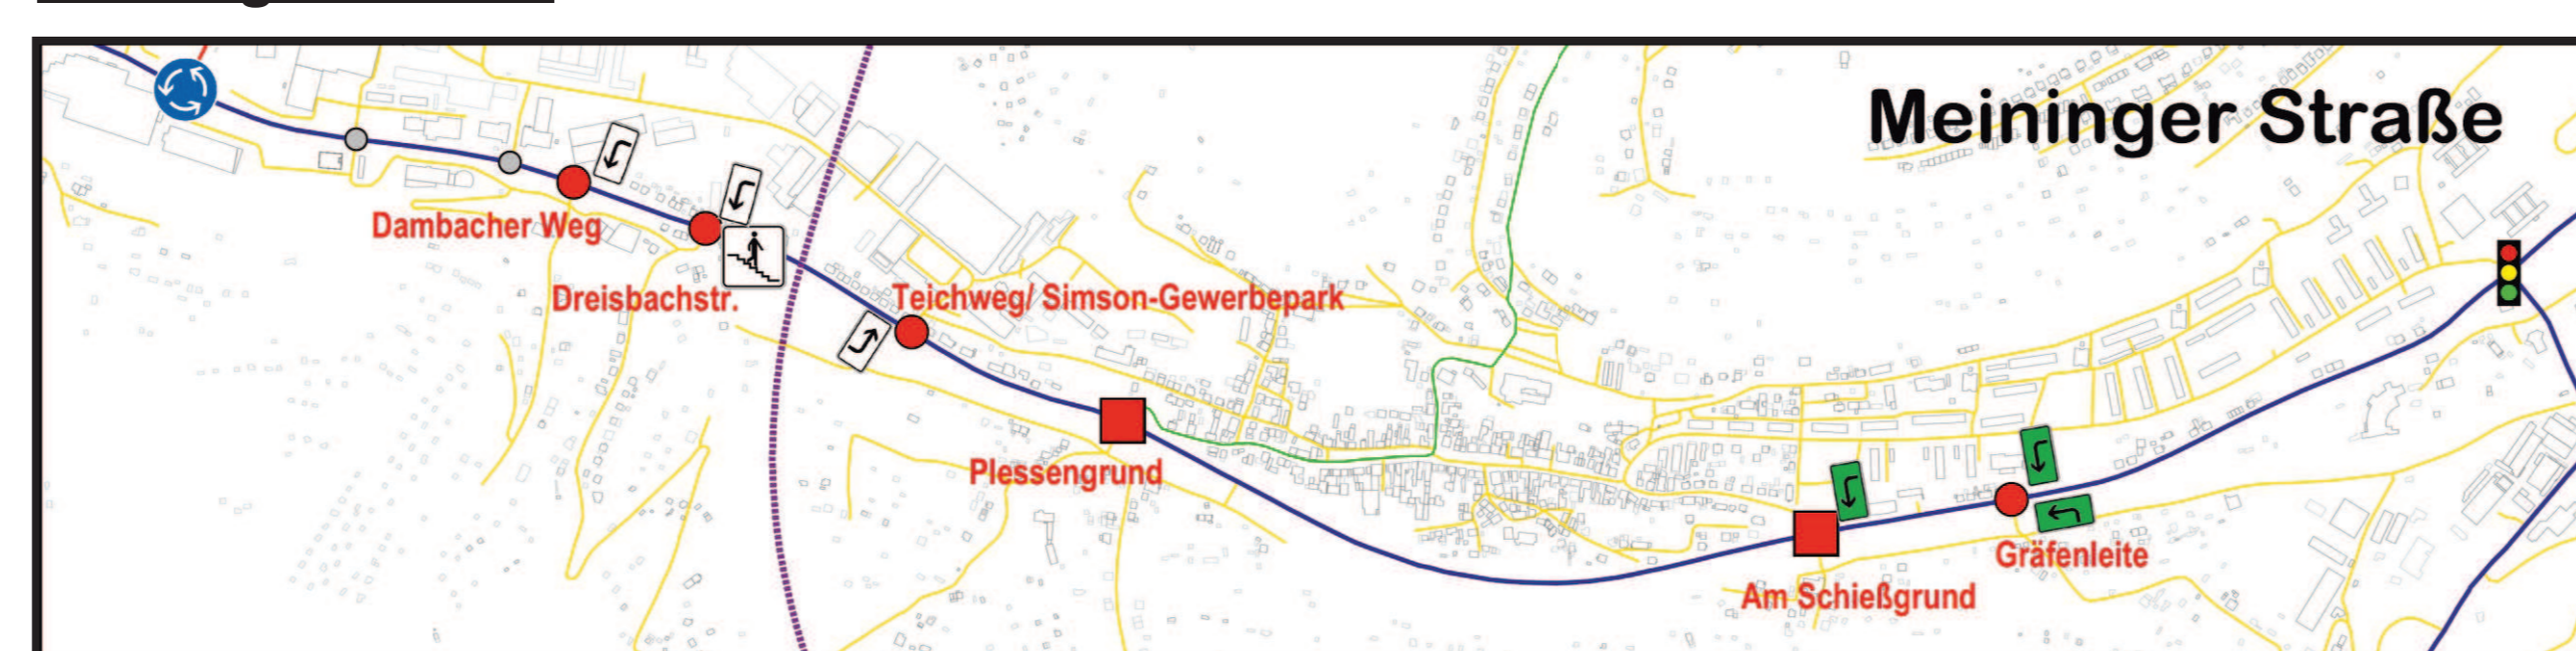 Meininger Straße
Dambacher Weg
Dreisbachstr.
Teichweg/ Simson-Gewerbepark
Plessengrund
Gräfenleite
Am Schießgrund